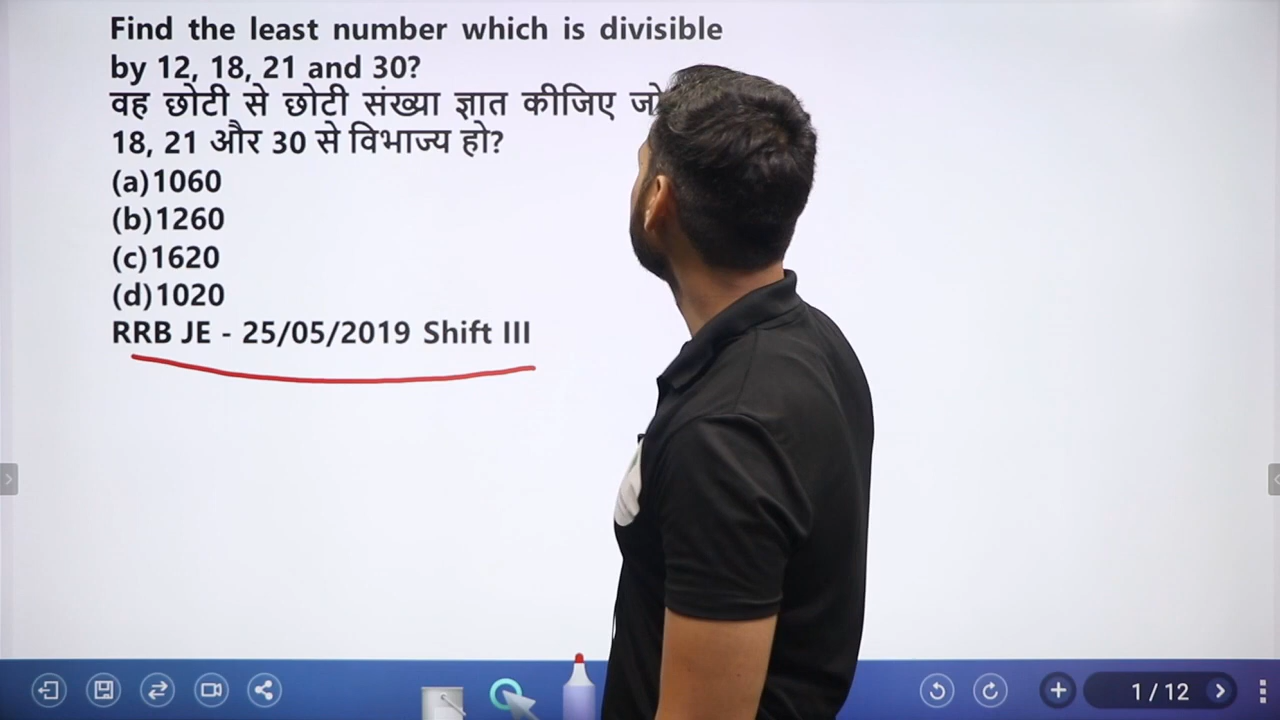 Find the least number which is divisible
by 12, 18, 21 and 30?
वह छोटी से छोटी संख्या ज्ञात कीजिए जो
18, 21 और 30 से विभाज्य हो?
(a)1060
(b)1260
(c)1620
(d)1020
RRB JE - 25/05/2019 Shift III
1 / 12